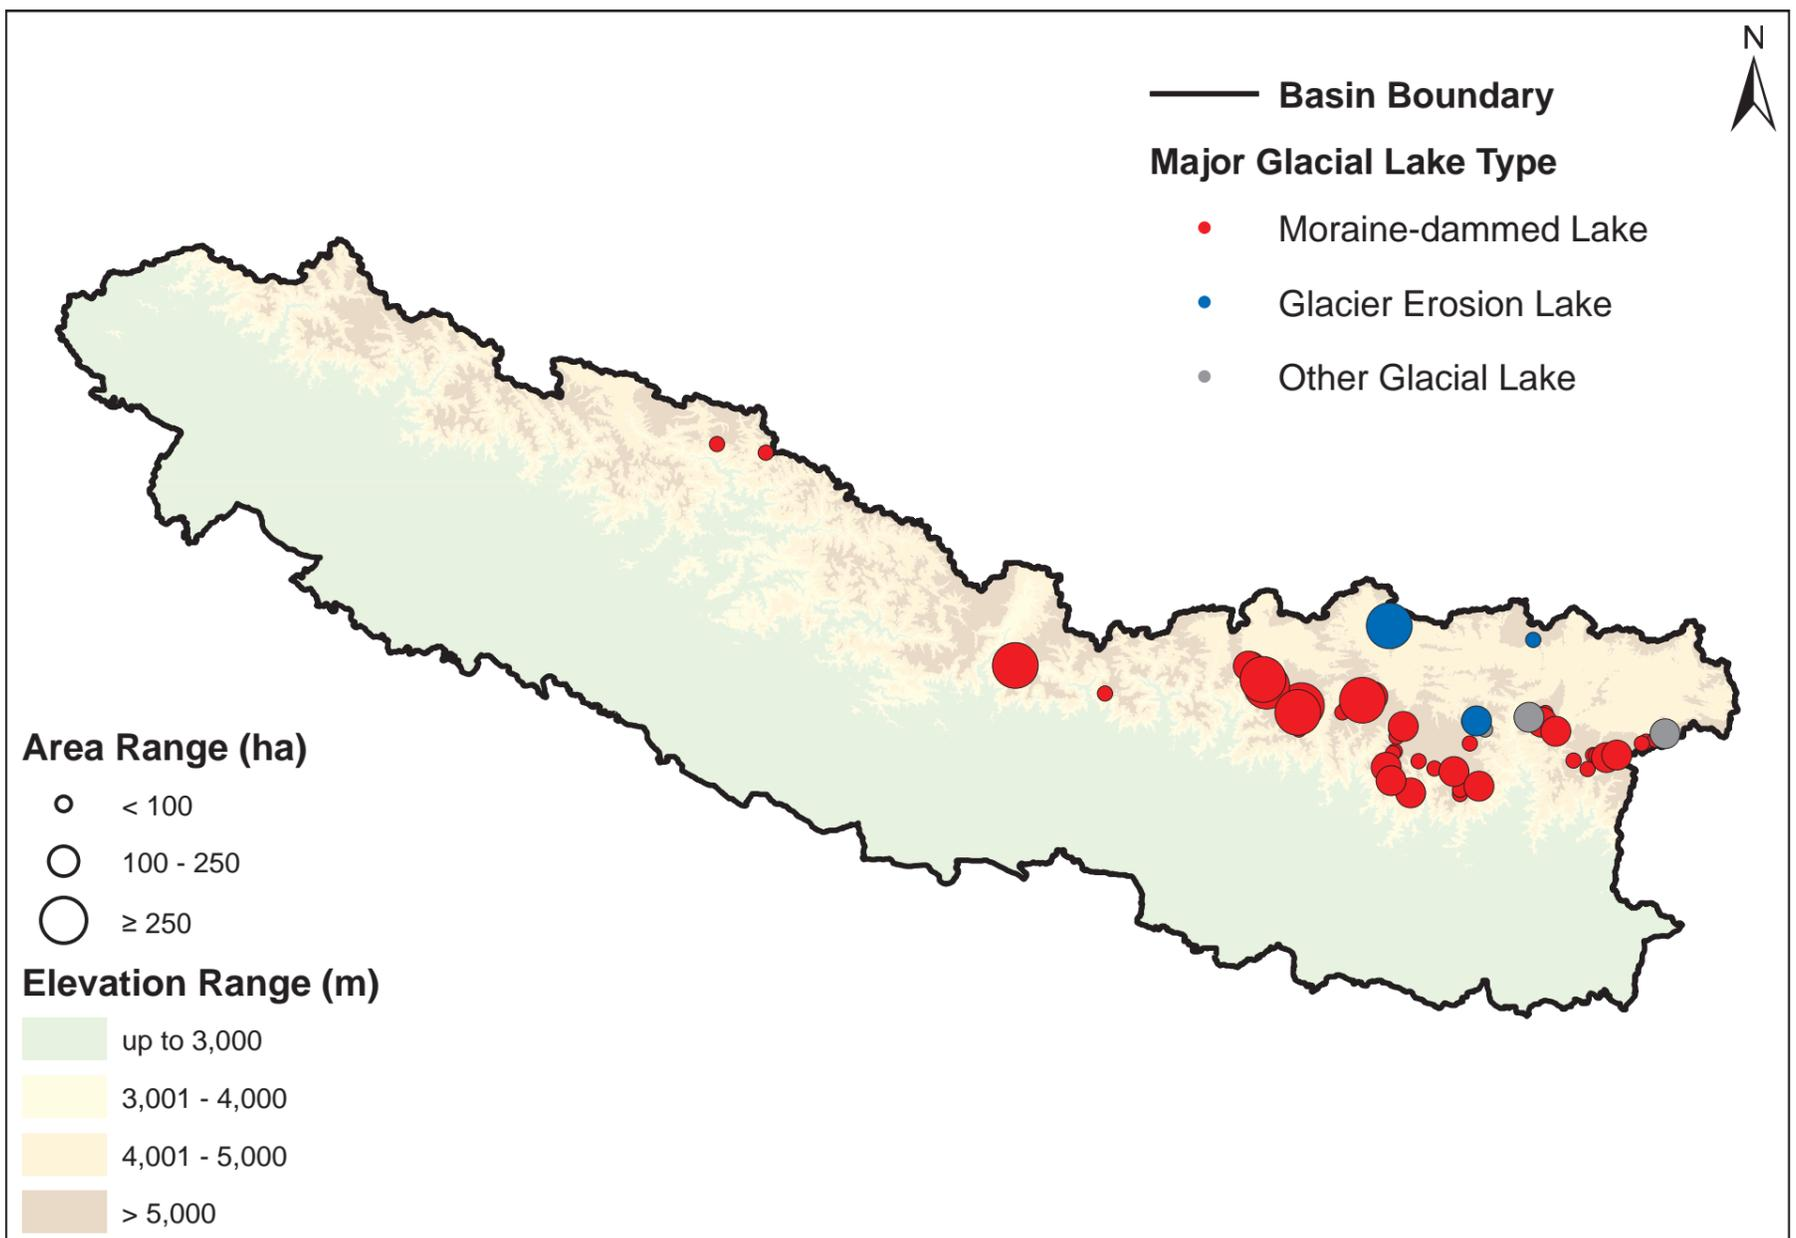 N
Basin Boundary
Major Glacial Lake Type
Moraine-dammed Lake
Glacier Erosion Lake
Other Glacial Lake
Area Range (ha)
< 100
100 - 250
≥ 250
Elevation Range (m)
up to 3,000
3,001 - 4,000
4,001 - 5,000
> 5,000